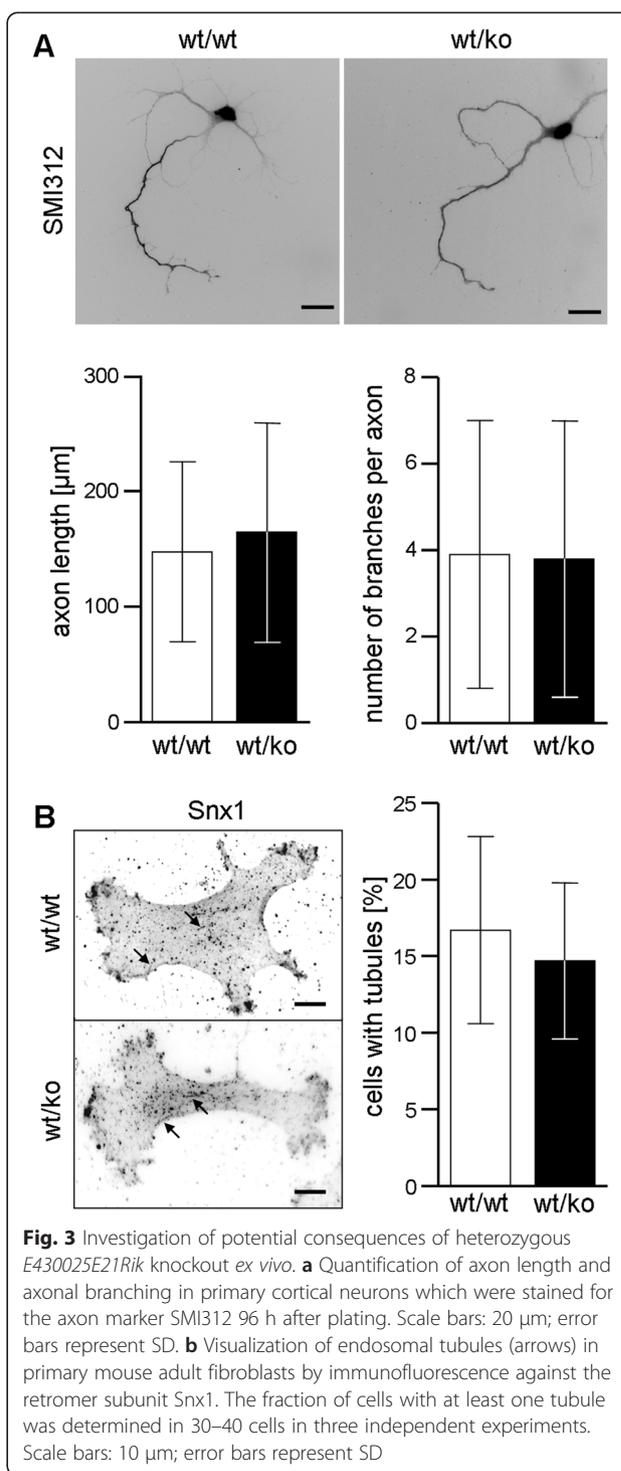 A
wt/wt
wt/ko
SMI312
300
200
100
0
axon length [µm]
wt/wt
wt/ko
8
6
4
2
0
number of branches per axon
wt/wt
wt/ko
B
Snx1
wt/wt
wt/ko
25
20
15
10
5
0
cells with tubules [%]
wt/wt
wt/ko
Fig. 3 Investigation of potential consequences of heterozygous
E430025E21Rik knockout ex vivo. a Quantification of axon length and
axonal branching in primary cortical neurons which were stained for
the axon marker SMI312 96 h after plating. Scale bars: 20 µm; error
bars represent SD. b Visualization of endosomal tubules (arrows) in
primary mouse adult fibroblasts by immunofluorescence against the
retromer subunit Snx1. The fraction of cells with at least one tubule
was determined in 30–40 cells in three independent experiments.
Scale bars: 10 µm; error bars represent SD